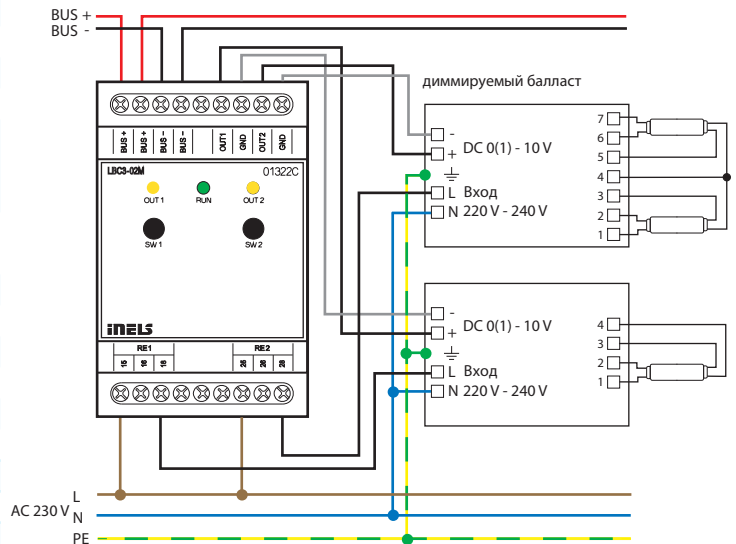 BUS +
BUS -
BUS +
BUS +
BUS -
BUS -
OUT1
GND
OUT2
GND
LBC3-02M
01322C
OUT 1
RUN
OUT 2
SW 1
SW 2
iNELS
RE1
RE2
15
16
18
25
26
28
диммируемый балласт
-
+ DC 0(1) - 10 V
L Вход
N 220 V - 240 V
7
6
5
4
3
2
1
-
+ DC 0(1) - 10 V
L Вход
N 220 V - 240 V
4
3
2
1
L
AC 230 V N
PE